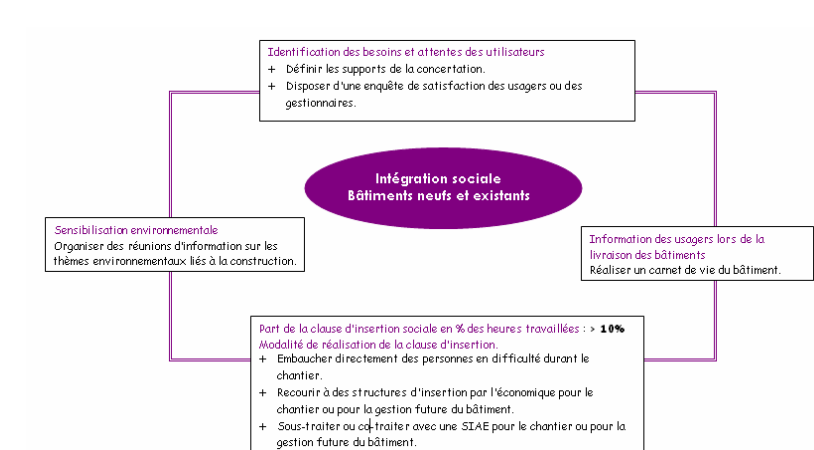 Identification des besoins et attentes des utilisateurs
+ Définir les supports de la concertation.
+ Disposer d'une enquête de satisfaction des usagers ou des
gestionnaires.
Intégration sociale
Bâtiments neufs et existants
Sensibilisation environnementale
Organiser des réunions d'information sur les
thèmes environnementaux liés à la construction.
Information des usagers lors de la
livraison des bâtiments
Réaliser un carnet de vie du bâtiment.
Part de la clause d'insertion sociale en % des heures travaillées : > 10%
Modalité de réalisation de la clause d'insertion.
+ Embaucher directement des personnes en difficulté durant le
chantier.
+ Recourir à des structures d'insertion par l'économique pour le
chantier ou pour la gestion future du bâtiment.
+ Sous-traiter ou co-traiter avec une SIAE pour le chantier ou pour la
gestion future du bâtiment.